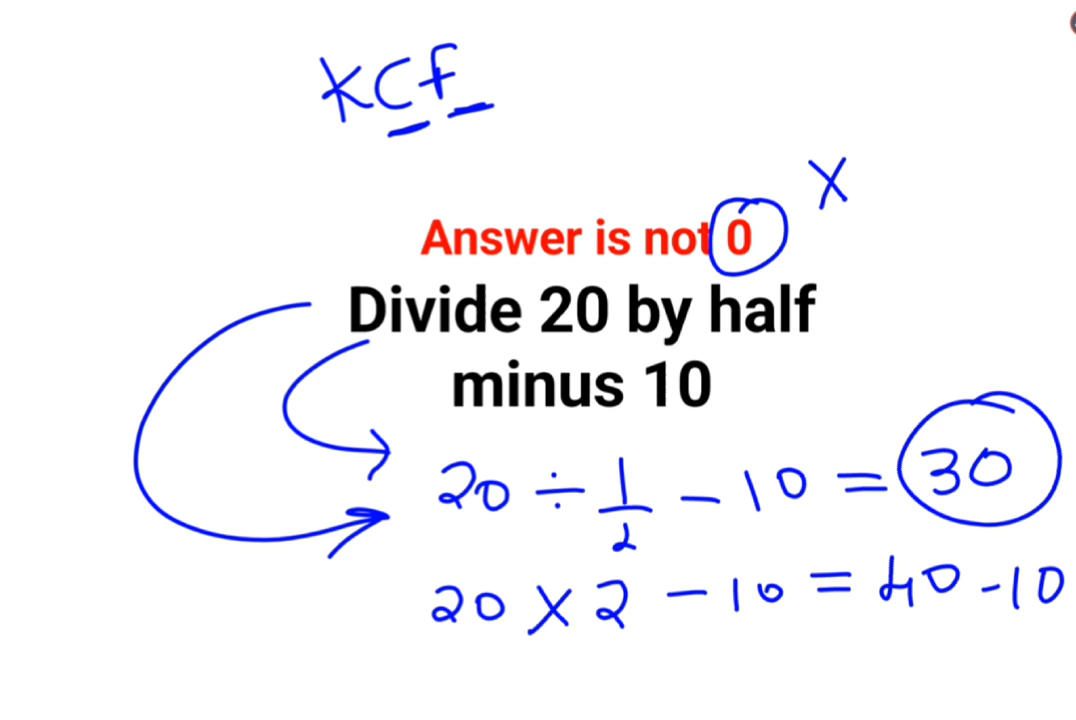 KCF
X
Answer is not 0
Divide 20 by half
minus 10
20 ÷ 1/2 - 10 = 30
20 X 2 - 10 = 40 - 10